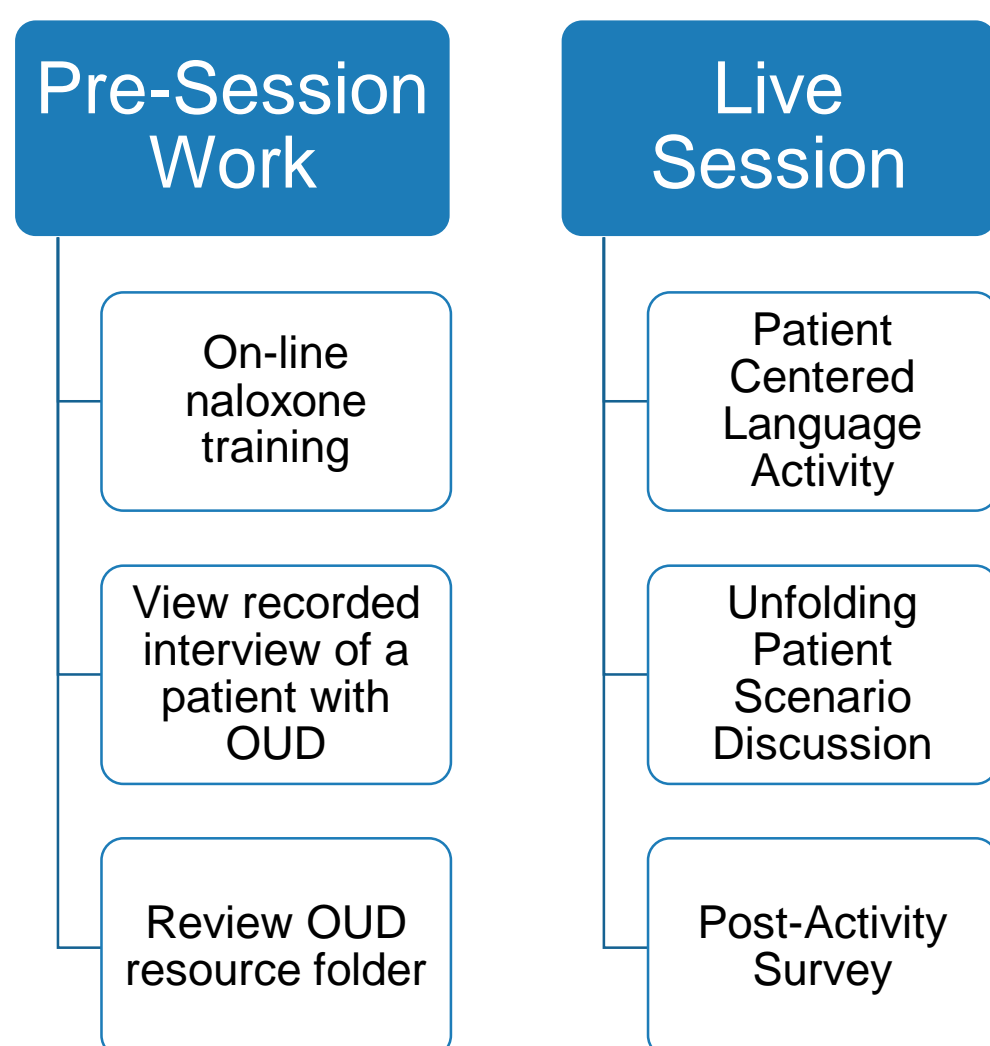 Pre-Session
Work
On-line
naloxone
training
View recorded
interview of a
patient with
OUD
Review OUD
resource folder
Live
Session
Patient
Centered
Language
Activity
Unfolding
Patient
Scenario
Discussion
Post-Activity
Survey